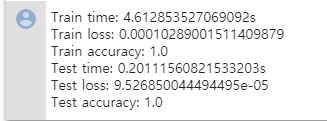 Train time: 4.612853527069092s
Train loss: 0.00010289001511409879
Train accuracy: 1.0
Test time: 0.20111560821533203s
Test loss: 9.526850044494495e-05
Test accuracy: 1.0